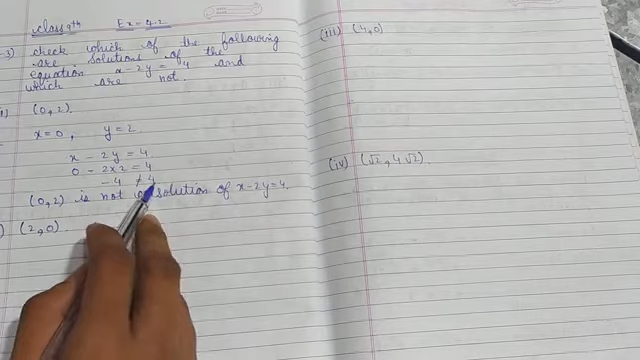 class 9th Ex = 4.2
-3) check which of the following
are solutions of the
equation x-2y = 4 and
which are not.
(0,2).
x=0, y=2
x - 2y = 4
0 - 2x2 = 4
-4 ≠ 4
(0,2) is not solution of x-2y=4.
) (2,0).
(iii) (4,0)
(iv) (√2, 4√2).